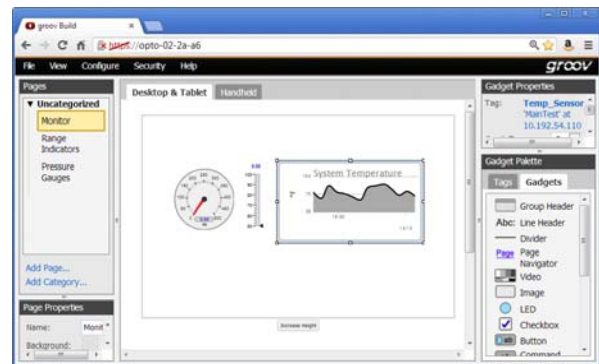 groov Build
https://opto-02-2a-a6
File View Configure Security Help
groov
Pages
Uncategorized
Monitor
Range Indicators
Pressure Gauges
Add Page...
Add Category...
Page Properties
Name: Monit
Background:
Desktop & Tablet
Handheld
System Temperature
Gadget Properties
Tag: Temp_Sensor
'MainTest' at
10.192.54.110
Gadget Palette
Tags
Gadgets
Group Header
Abc: Line Header
Divider
Page Page Navigator
Video
Image
LED
Checkbox
Button
Command